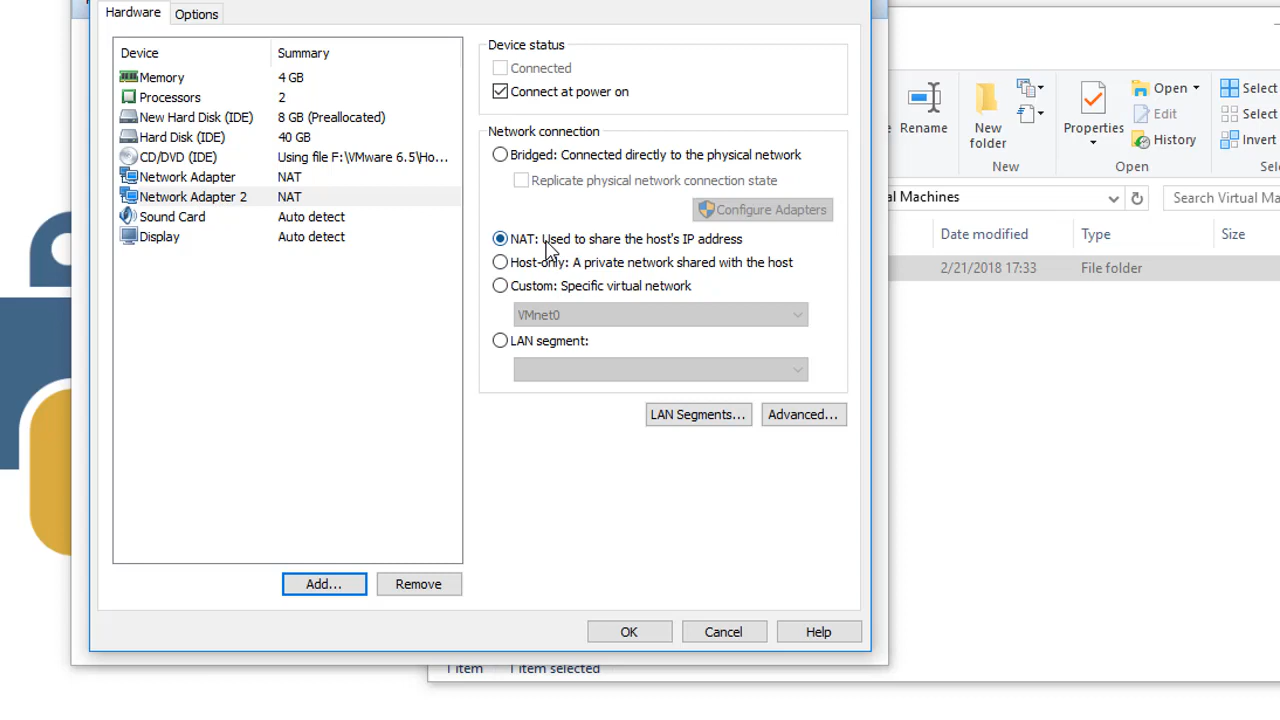 Hardware
Options
Device Summary
Memory 4 GB
Processors 2
New Hard Disk (IDE) 8 GB (Preallocated)
Hard Disk (IDE) 40 GB
CD/DVD (IDE) Using file F:\VMware 6.5\Ho...
Network Adapter NAT
Network Adapter 2 NAT
Sound Card Auto detect
Display Auto detect
Add...
Remove
Device status
Connected
Connect at power on
Network connection
Bridged: Connected directly to the physical network
Replicate physical network connection state
Configure Adapters
NAT: Used to share the host's IP address
Host-only: A private network shared with the host
Custom: Specific virtual network
VMnet0
LAN segment:
LAN Segments...
Advanced...
OK
Cancel
Help
Rename
New
folder
New
Properties
Open
Edit
History
Open
Select
Select
Invert
Sel
al Machines
Search Virtual Ma
Date modified Type Size
2/21/2018 17:33 File folder
1 item 1 item selected